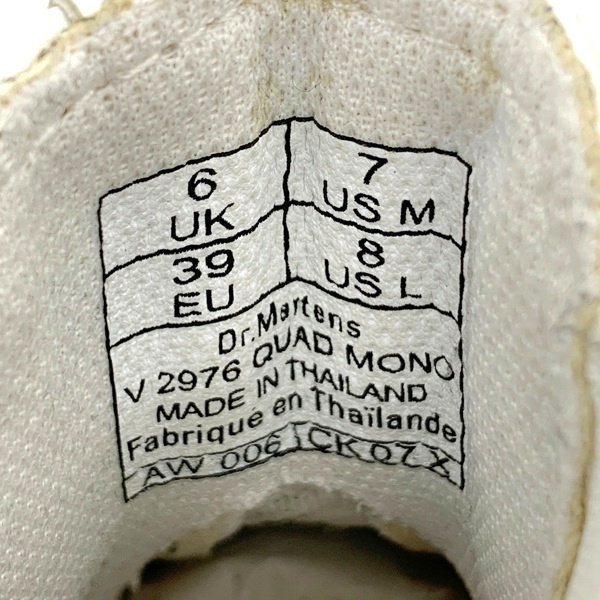 6 UK
7 US M
39 EU
8 US L
Dr.Martens
V 2976 QUAD MONO
MADE IN THAILAND
Fabriqué en Thaïlande
AW 006 CK 07 X